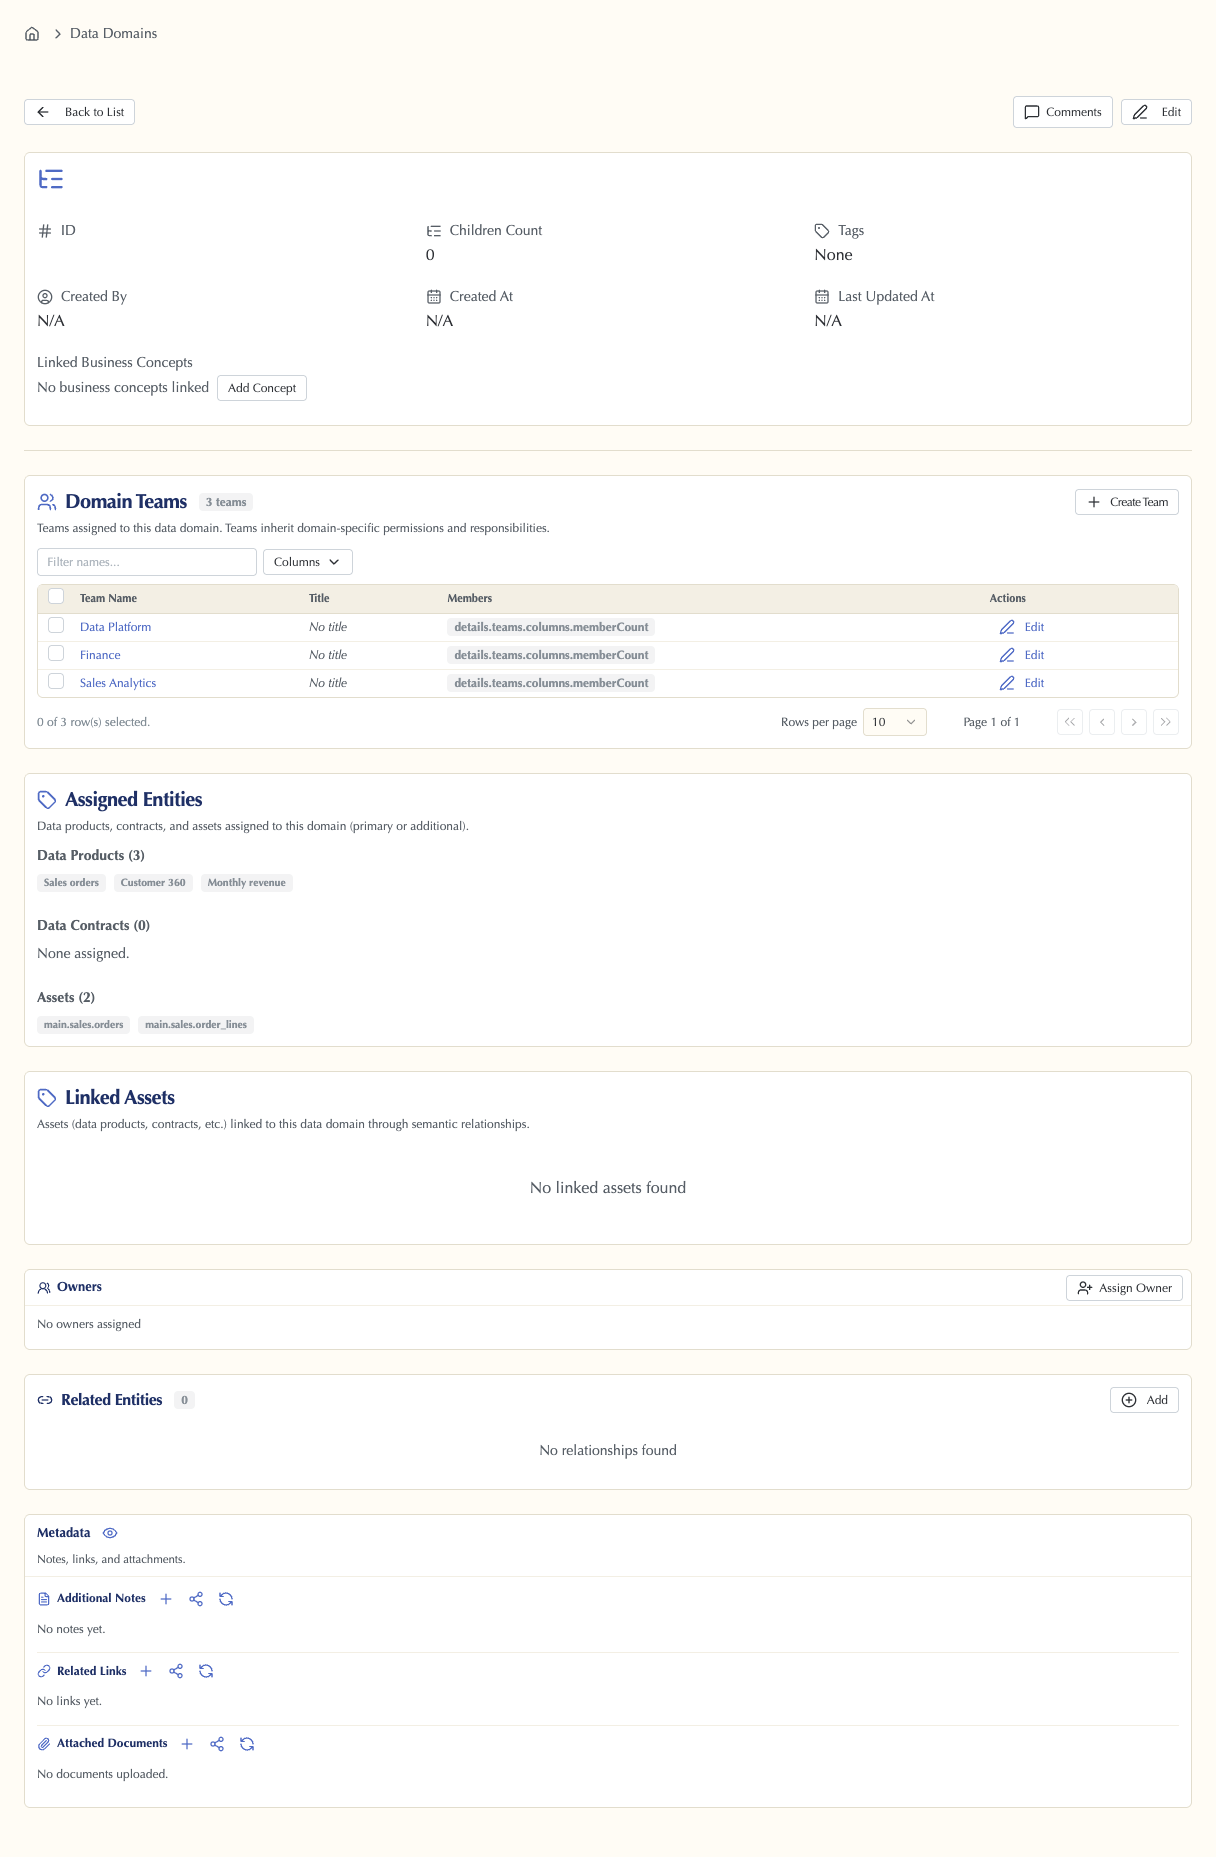 Data Domains
Back to List
Comments
Edit
ID
Children Count
Tags
0
None
Created By
Created At
Last Updated At
N/A
N/A
N/A
Linked Business Concepts
No business concepts linked
Add Concept
Domain Teams
3 teams
Create Team
Teams assigned to this data domain. Teams inherit domain-specific permissions and responsibilities.
Filter names...
Columns
Team Name Title Members Actions
Data Platform No title details.teams.columns.memberCount Edit
Finance No title details.teams.columns.memberCount Edit
Sales Analytics No title details.teams.columns.memberCount Edit
0 of 3 row(s) selected.
Rows per page 10
Page 1 of 1
Assigned Entities
Data products, contracts, and assets assigned to this domain (primary or additional).
Data Products (3)
Sales orders Customer 360 Monthly revenue
Data Contracts (0)
None assigned.
Assets (2)
main.sales.orders main.sales.order_lines
Linked Assets
Assets (data products, contracts, etc.) linked to this data domain through semantic relationships.
No linked assets found
Owners
Assign Owner
No owners assigned
Related Entities 0
Add
No relationships found
Metadata
Notes, links, and attachments.
Additional Notes
No notes yet.
Related Links
No links yet.
Attached Documents
No documents uploaded.